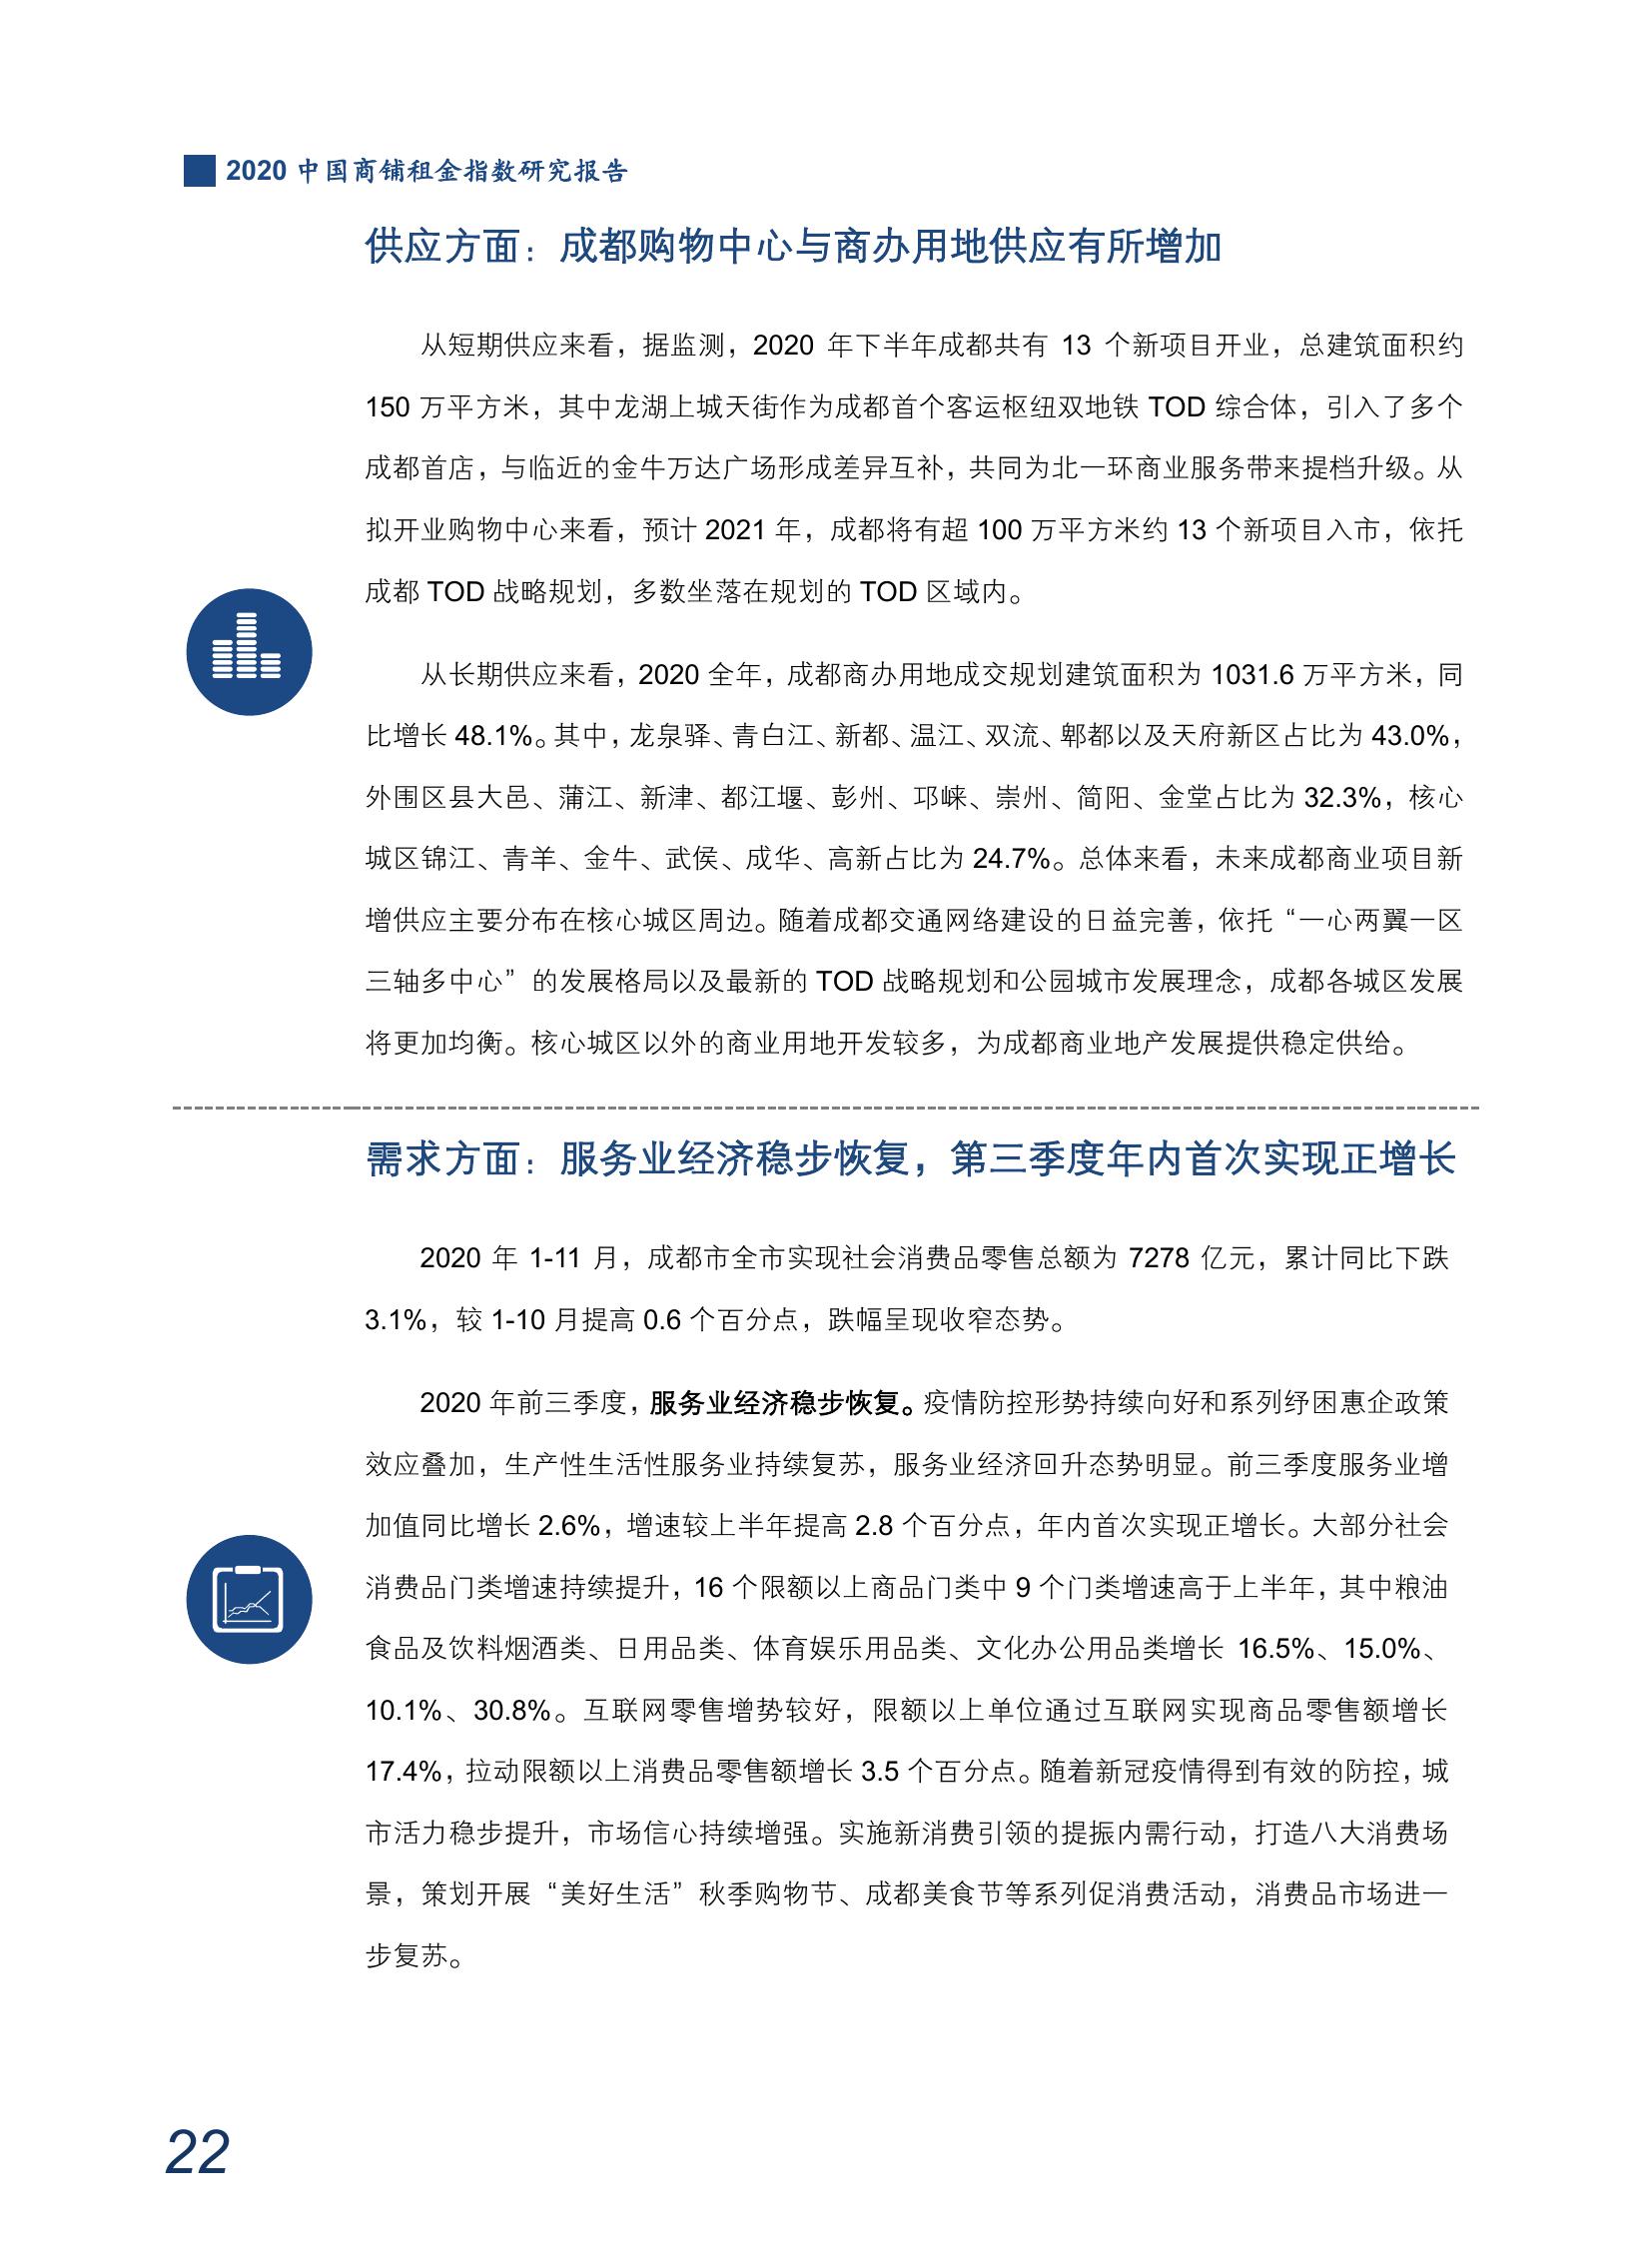 2020 中国商铺租金指数研究报告
供应方面：成都购物中心与商办用地供应有所增加
从短期供应来看，据监测，2020 年下半年成都共有 13 个新项目开业，总建筑面积约
150 万平方米，其中龙湖上城天街作为成都首个客运枢纽双地铁 TOD 综合体，引入了多个
成都首店，与临近的金牛万达广场形成差异互补，共同为北一环商业服务带来提档升级。从
拟开业购物中心来看，预计 2021 年，成都将有超 100 万平方米约 13 个新项目入市，依托
成都 TOD 战略规划，多数坐落在规划的 TOD 区域内。
从长期供应来看，2020 全年，成都商办用地成交规划建筑面积为 1031.6 万平方米，同
比增长 48.1%。其中，龙泉驿、青白江、新都、温江、双流、郫都以及天府新区占比为 43.0%，
外围区县大邑、蒲江、新津、都江堰、彭州、邛崃、崇州、简阳、金堂占比为 32.3%，核心
城区锦江、青羊、金牛、武侯、成华、高新占比为 24.7%。总体来看，未来成都商业项目新
增供应主要分布在核心城区周边。随着成都交通网络建设的日益完善，依托“一心两翼一区
三轴多中心”的发展格局以及最新的 TOD 战略规划和公园城市发展理念，成都各城区发展
将更加均衡。核心城区以外的商业用地开发较多，为成都商业地产发展提供稳定供给。
需求方面：服务业经济稳步恢复，第三季度年内首次实现正增长
2020 年 1-11 月，成都市全市实现社会消费品零售总额为 7278 亿元，累计同比下跌
3.1%，较 1-10 月提高 0.6 个百分点，跌幅呈现收窄态势。
2020 年前三季度，服务业经济稳步恢复。疫情防控形势持续向好和系列纾困惠企政策
效应叠加，生产性生活性服务业持续复苏，服务业经济回升态势明显。前三季度服务业增
加值同比增长 2.6%，增速较上半年提高 2.8 个百分点，年内首次实现正增长。大部分社会
消费品门类增速持续提升，16 个限额以上商品门类中 9 个门类增速高于上半年，其中粮油
食品及饮料烟酒类、日用品类、体育娱乐用品类、文化办公用品类增长 16.5%、15.0%、
10.1%、30.8%。互联网零售增势较好，限额以上单位通过互联网实现商品零售额增长
17.4%，拉动限额以上消费品零售额增长 3.5 个百分点。随着新冠疫情得到有效的防控，城
市活力稳步提升，市场信心持续增强。实施新消费引领的提振内需行动，打造八大消费场
景，策划开展“美好生活”秋季购物节、成都美食节等系列促消费活动，消费品市场进一
步复苏。
22